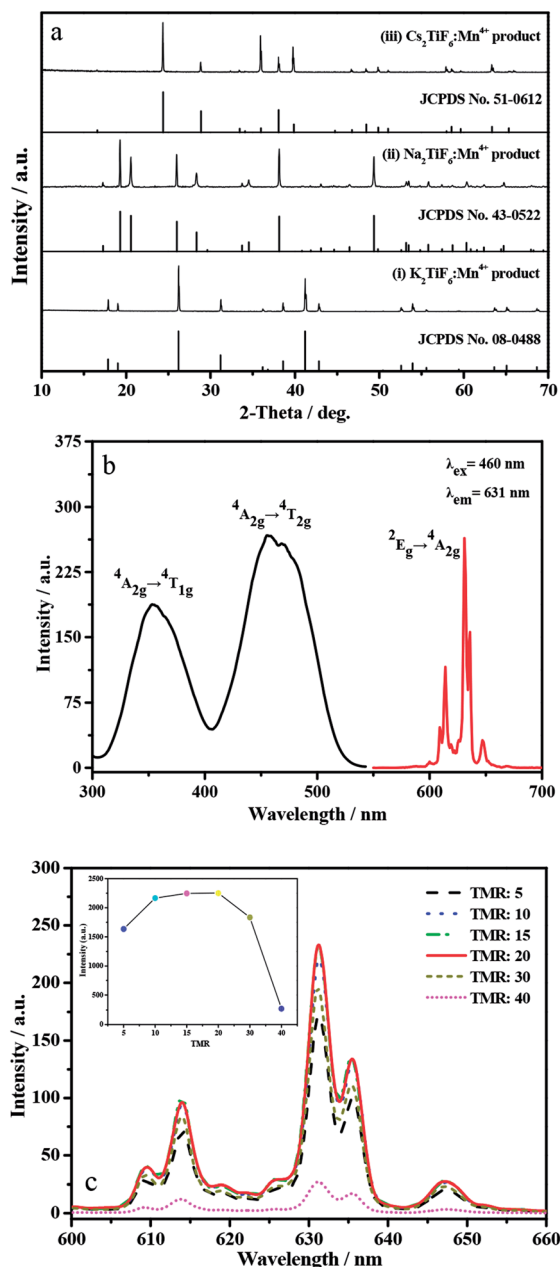 a
(iii) Cs₂TiF₆:Mn⁴⁺ product
JCPDS No. 51-0612
(ii) Na₂TiF₆:Mn⁴⁺ product
JCPDS No. 43-0522
(i) K₂TiF₆:Mn⁴⁺ product
JCPDS No. 08-0488
Intensity / a.u.
10 20 30 40 50 60 70
2-Theta / deg.
b
λex= 460 nm
λem= 631 nm
⁴A2g→⁴T1g
⁴A2g→⁴T2g
²Eg→⁴A2g
375
300
225
150
75
0
Intensity / a.u.
300 400 500 600 700
Wavelength / nm
c
300
250
200
150
100
50
0
Intensity / a.u.
2500
2250
2000
1750
1500
1250
1000
750
500
250
0
Intensity (a.u.)
5 10 15 20 30 40
TMR
TMR: 5
TMR: 10
TMR: 15
TMR: 20
TMR: 30
TMR: 40
600 610 620 630 640 650 660
Wavelength / nm